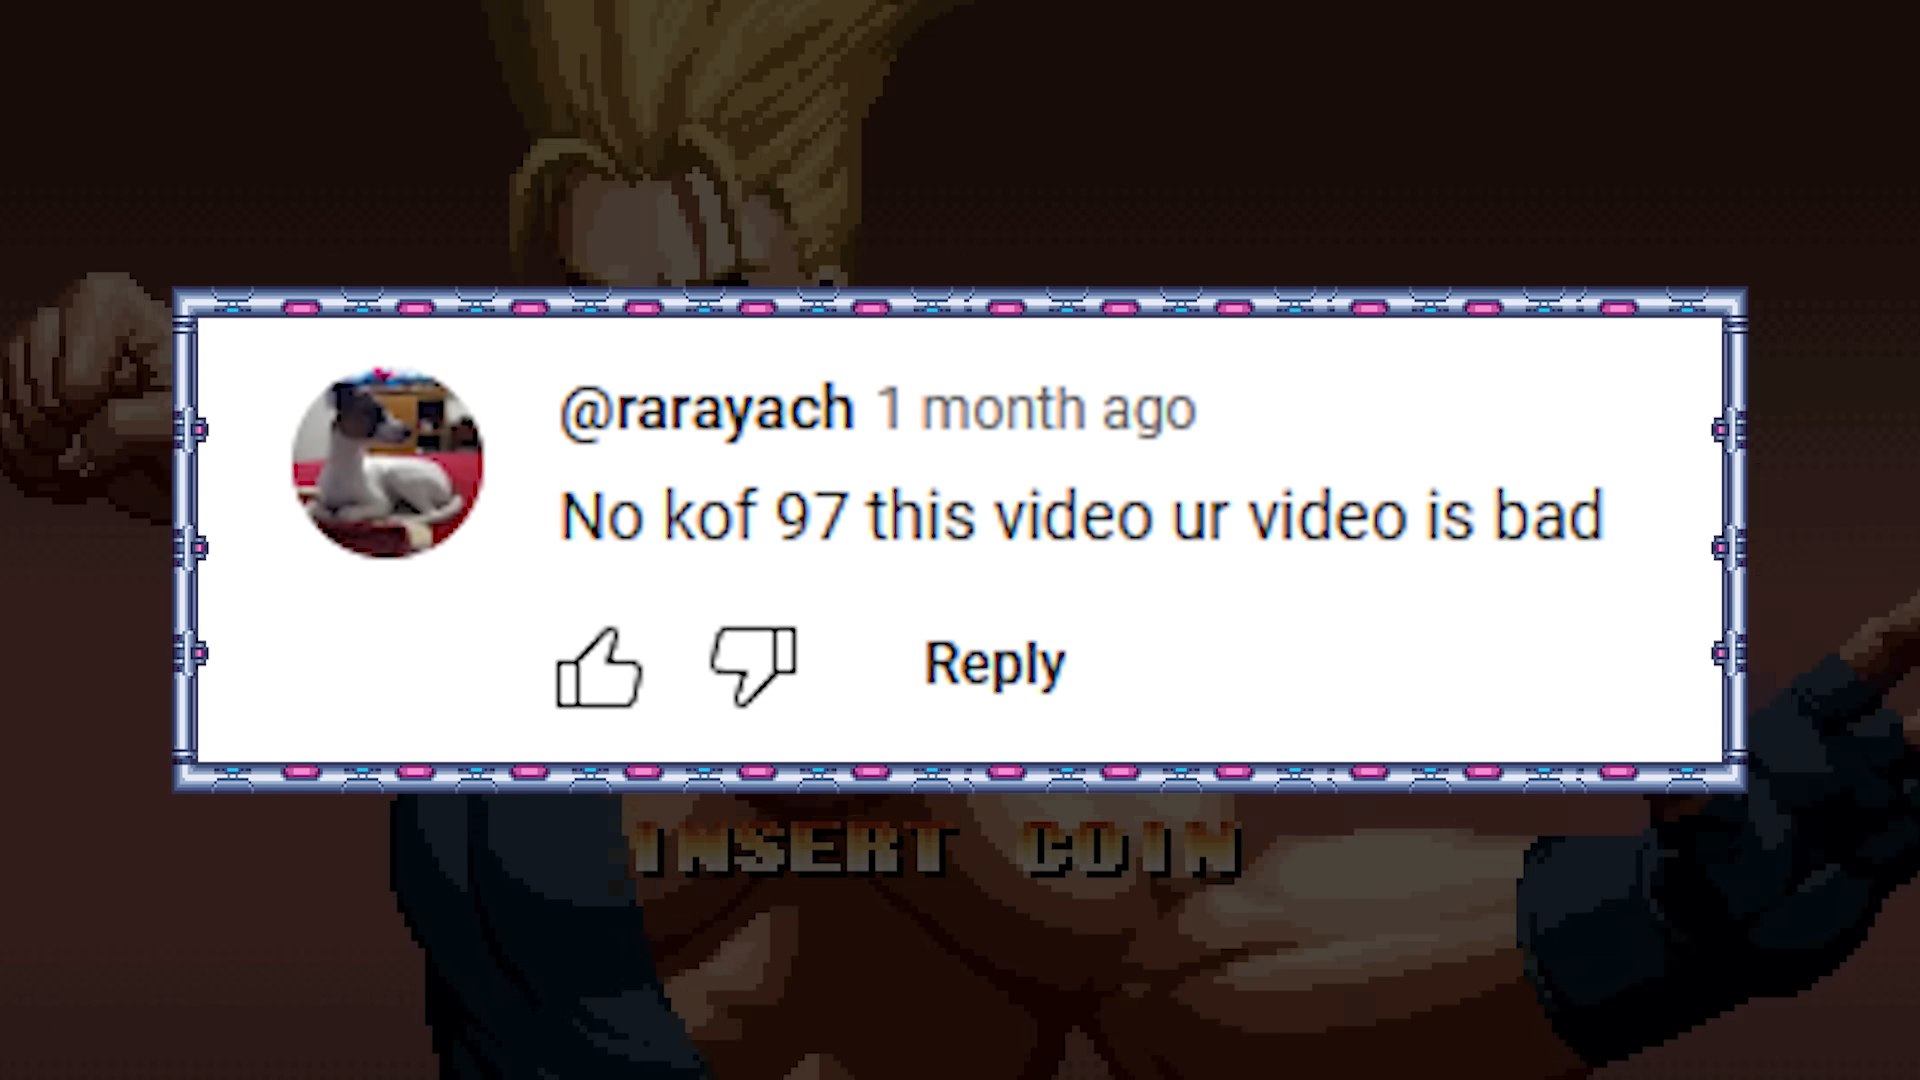 @rarayach 1 month ago
No kof 97 this video ur video is bad
Reply
INSERT COIN